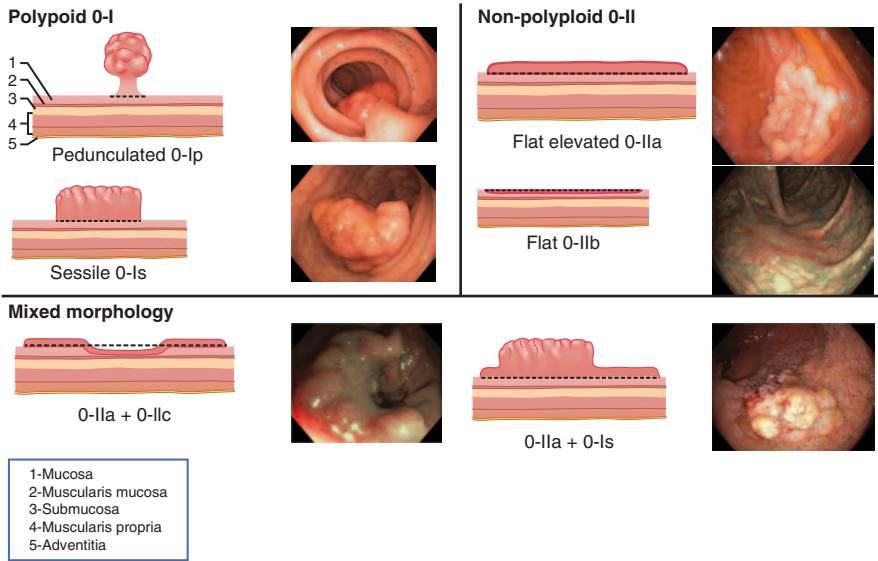 Polypoid 0-I
1
2
3
4
5
Pedunculated 0-Ip
Sessile 0-Is
Non-polyploid 0-II
Flat elevated 0-IIa
Flat 0-IIb
Mixed morphology
0-IIa + 0-IIc
0-IIa + 0-Is
1-Mucosa
2-Muscularis mucosa
3-Submucosa
4-Muscularis propria
5-Adventitia